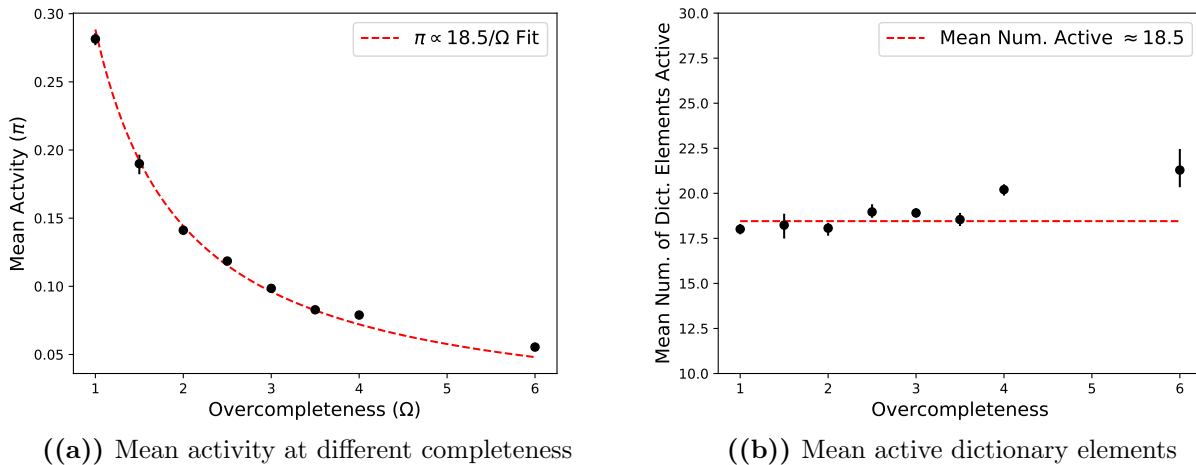 0.30
0.25
0.20
0.15
0.10
0.05
Mean Actvity (π)
π ∝ 18.5/Ω Fit
1 2 3 4 5 6
Overcompleteness (Ω)
((a)) Mean activity at different completeness
30.0
27.5
25.0
22.5
20.0
17.5
15.0
12.5
10.0
Mean Num. of Dict. Elements Active
Mean Num. Active ≈ 18.5
1 2 3 4 5 6
Overcompleteness
((b)) Mean active dictionary elements